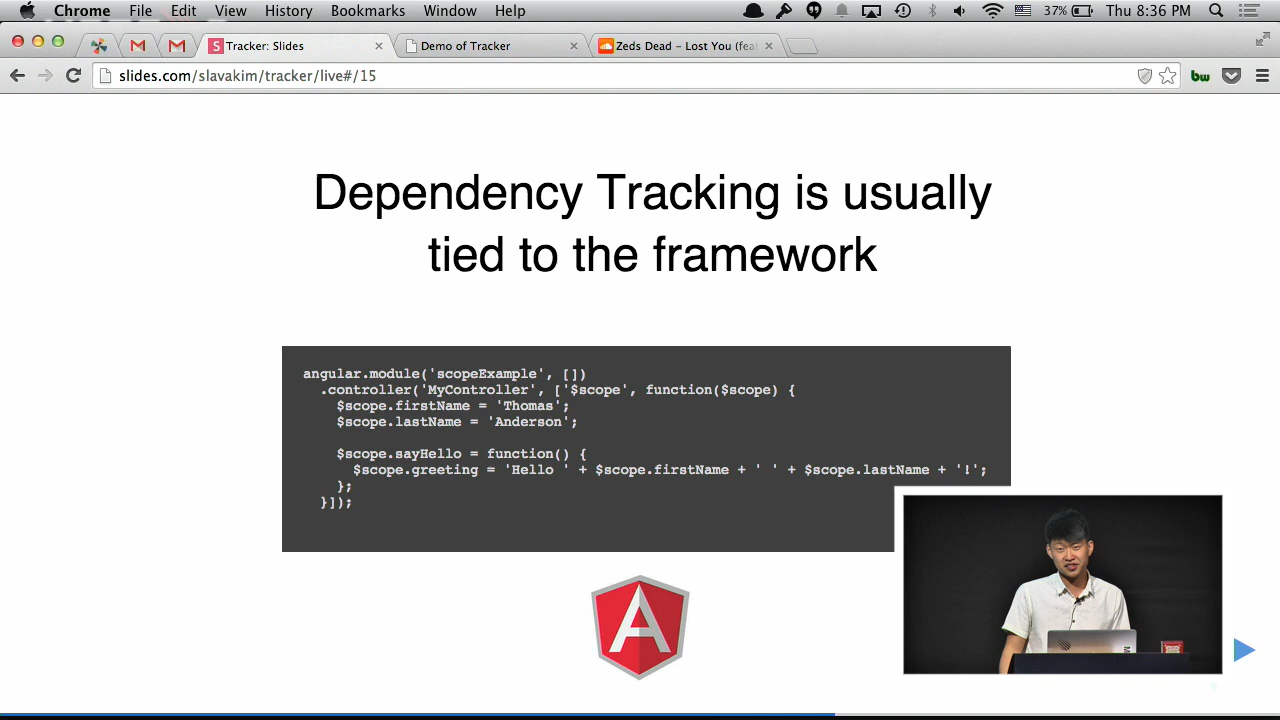 Chrome File Edit View History Bookmarks Window Help 37% Thu 8:36 PM
Tracker: Slides Demo of Tracker Zeds Dead – Lost You (feat
slides.com/slavakim/tracker/live#/15 bw
Dependency Tracking is usually
tied to the framework
angular.module('scopeExample', [])
.controller('MyController', ['$scope', function($scope) {
$scope.firstName = 'Thomas';
$scope.lastName = 'Anderson';
$scope.sayHello = function() {
$scope.greeting = 'Hello ' + $scope.firstName + ' ' + $scope.lastName + '!';
};
}]);
A